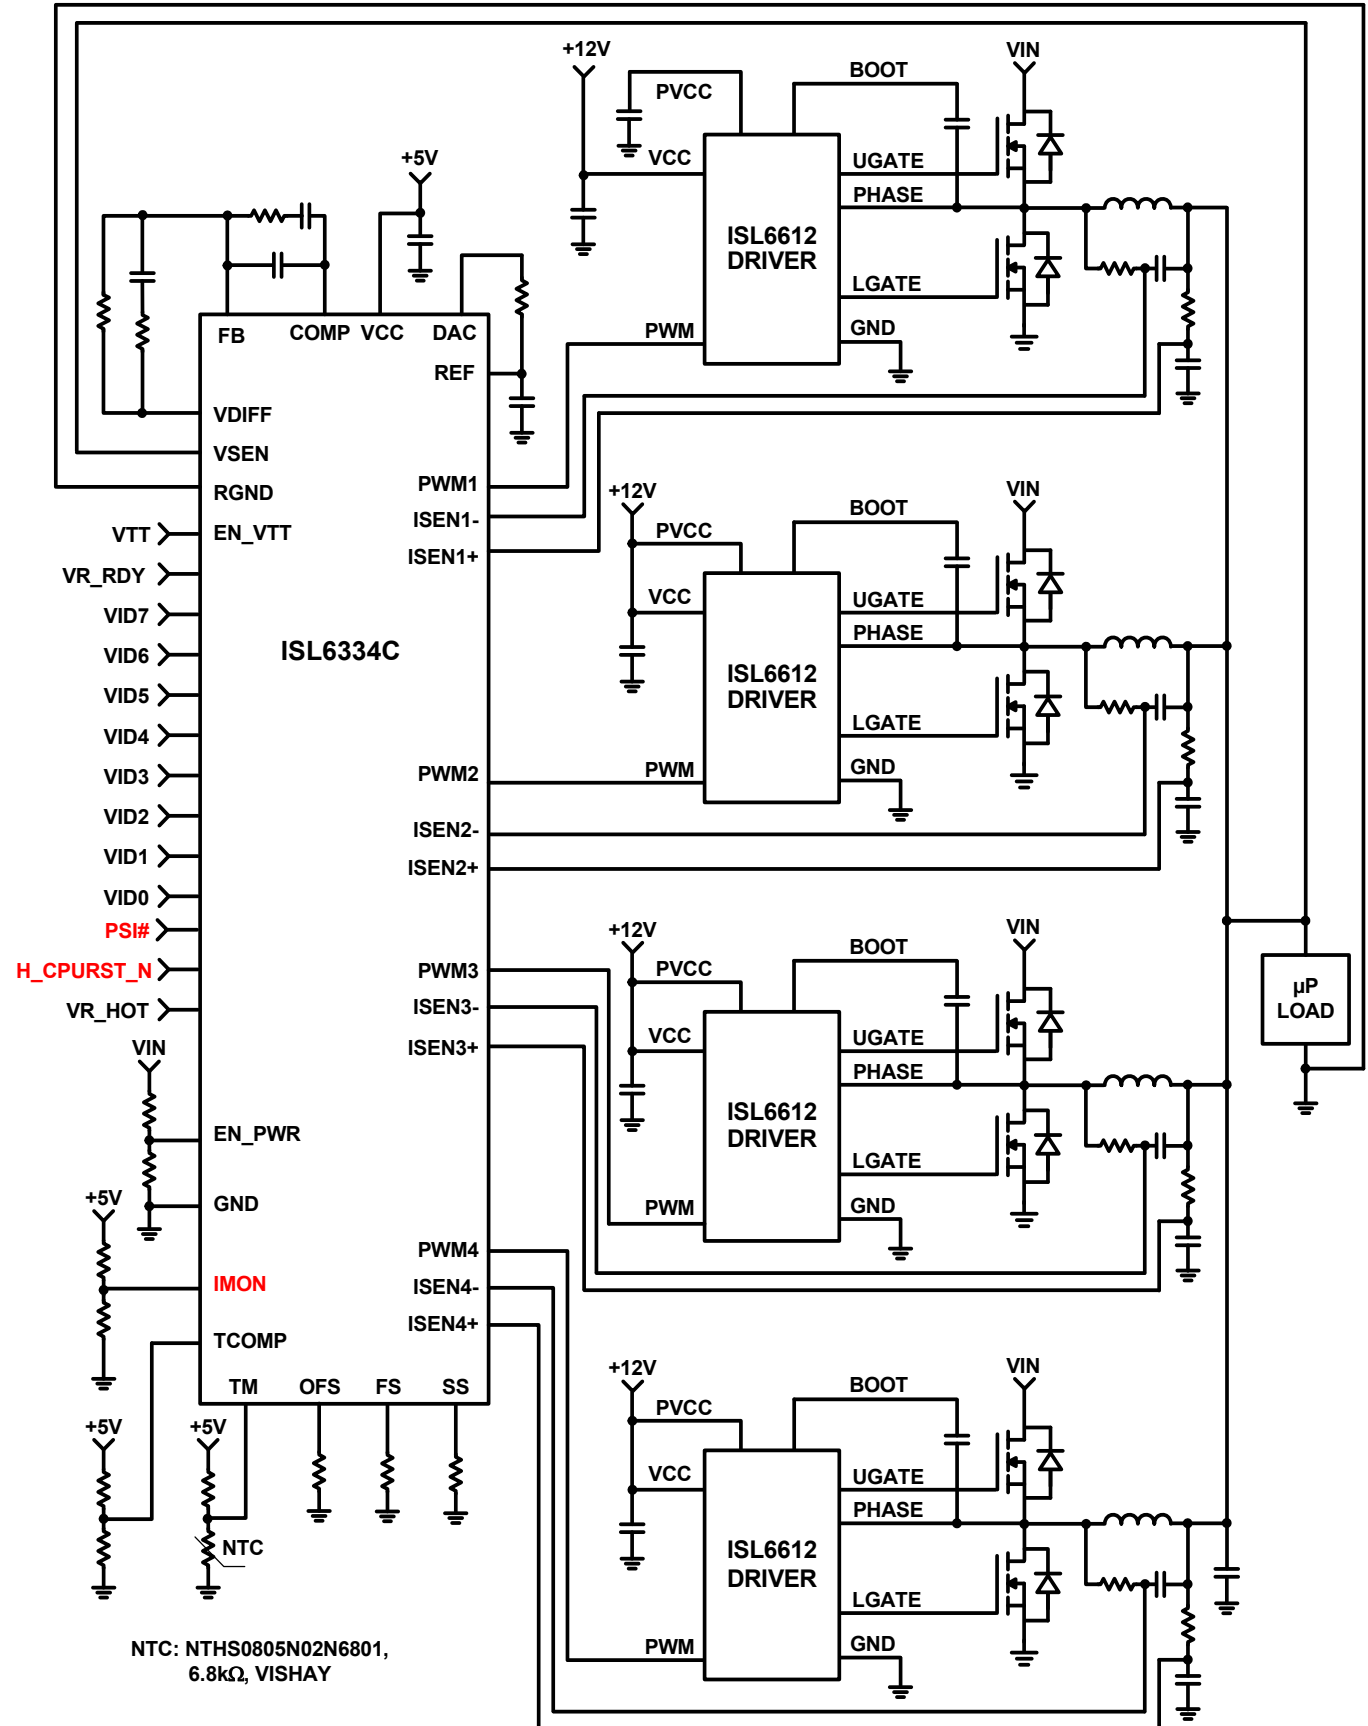 +12V
VIN
BOOT
PVCC
VCC
UGATE
PHASE
ISL6612
DRIVER
LGATE
GND
PWM
+5V
FB
COMP
VCC
DAC
REF
VDIFF
VSEN
RGND
EN_VTT
VTT
VR_RDY
VID7
VID6
VID5
VID4
VID3
VID2
VID1
VID0
PSI#
H_CPURST_N
VR_HOT
VIN
EN_PWR
GND
+5V
IMON
TCOMP
TM
OFS
FS
SS
+5V
+5V
NTC
ISL6334C
PWM1
ISEN1-
ISEN1+
PWM2
ISEN2-
ISEN2+
PWM3
ISEN3-
ISEN3+
PWM4
ISEN4-
ISEN4+
+12V
VIN
BOOT
PVCC
VCC
UGATE
PHASE
ISL6612
DRIVER
LGATE
GND
PWM
+12V
VIN
BOOT
PVCC
VCC
UGATE
PHASE
ISL6612
DRIVER
LGATE
GND
PWM
µP
LOAD
+12V
VIN
BOOT
PVCC
VCC
UGATE
PHASE
ISL6612
DRIVER
LGATE
GND
PWM
NTC: NTHS0805N02N6801,
6.8kΩ, VISHAY